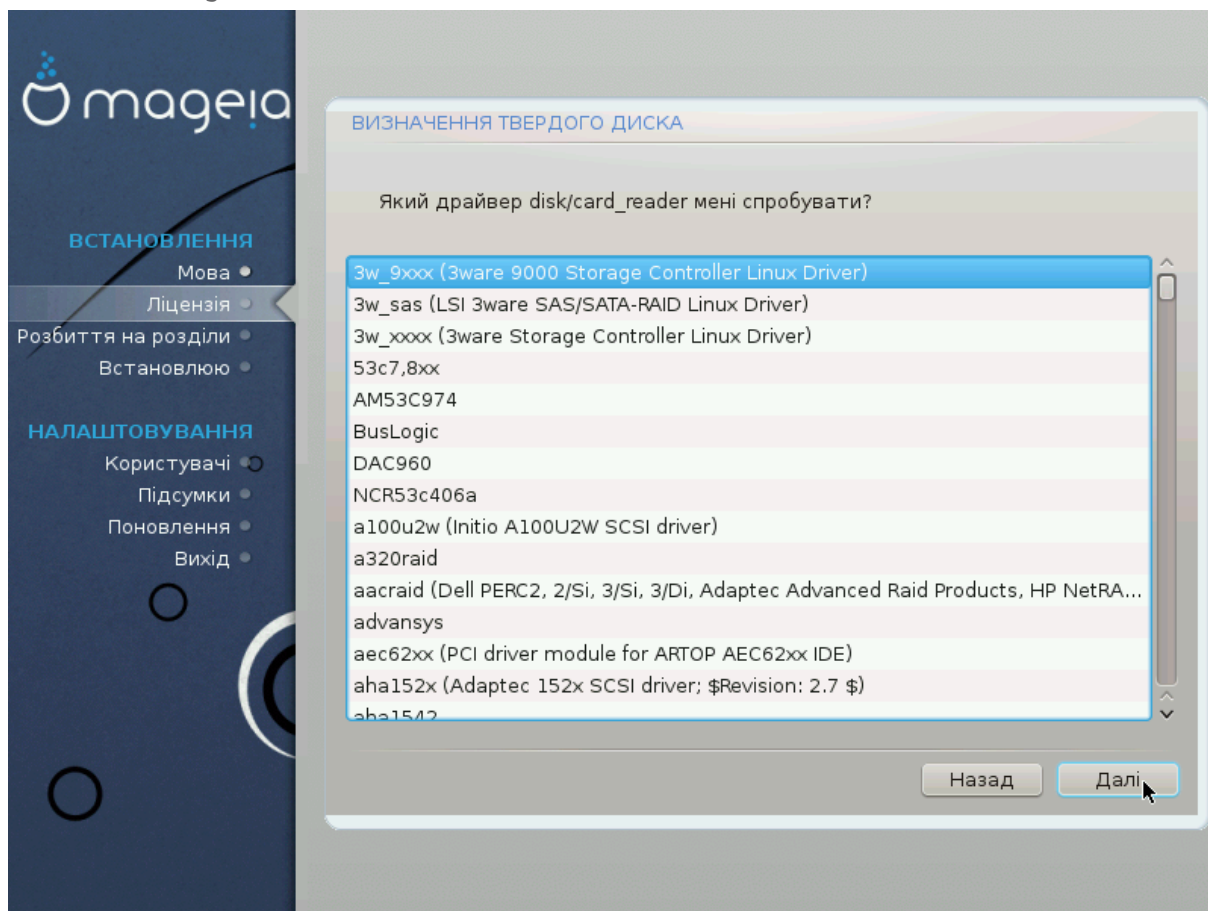 mageia
ВСТАНОВЛЕННЯ
Мова
Ліцензія
Розбиття на розділи
Встановлюю
НАЛАШТОВУВАННЯ
Користувачі
Підсумки
Поновлення
Вихід
ВИЗНАЧЕННЯ ТВЕРДОГО ДИСКА
Який драйвер disk/card_reader мені спробувати?
3w_9xxx (3ware 9000 Storage Controller Linux Driver)
3w_sas (LSI 3ware SAS/SATA-RAID Linux Driver)
3w_xxxx (3ware Storage Controller Linux Driver)
53c7,8xx
AM53C974
BusLogic
DAC960
NCR53c406a
a100u2w (Initio A100U2W SCSI driver)
a320raid
aacraid (Dell PERC2, 2/Si, 3/Si, 3/Di, Adaptec Advanced Raid Products, HP NetRA...
advansys
aec62xx (PCI driver module for ARTOP AEC62xx IDE)
aha152x (Adaptec 152x SCSI driver; $Revision: 2.7 $)
aha1542
Назад
Далі